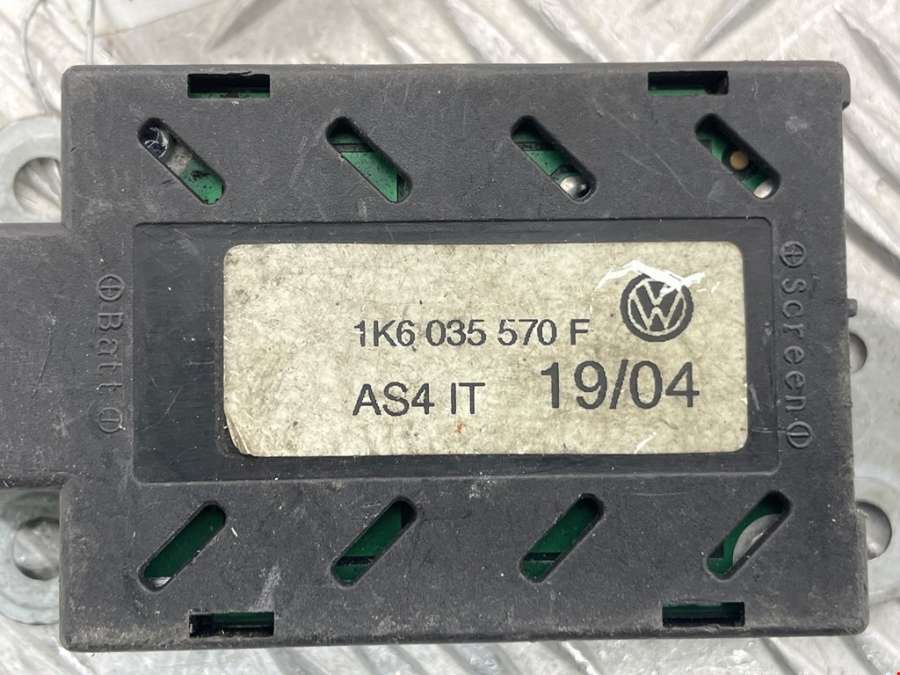 1K6 035 570 F
AS4 IT 19/04
Batt
Screen